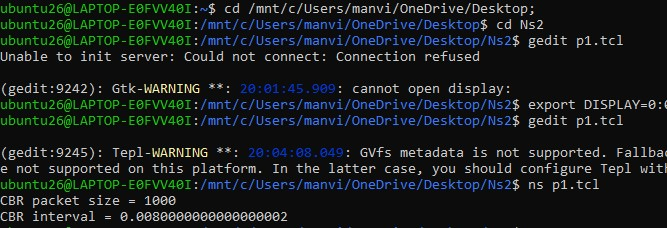 ubuntu26@LAPTOP-E0FVV40I:~$ cd /mnt/c/Users/manvi/OneDrive/Desktop;
ubuntu26@LAPTOP-E0FVV40I:/mnt/c/Users/manvi/OneDrive/Desktop$ cd Ns2
ubuntu26@LAPTOP-E0FVV40I:/mnt/c/Users/manvi/OneDrive/Desktop/Ns2$ gedit p1.tcl
Unable to init server: Could not connect: Connection refused
(gedit:9242): Gtk-WARNING **: 20:01:45.909: cannot open display:
ubuntu26@LAPTOP-E0FVV40I:/mnt/c/Users/manvi/OneDrive/Desktop/Ns2$ export DISPLAY=0:
ubuntu26@LAPTOP-E0FVV40I:/mnt/c/Users/manvi/OneDrive/Desktop/Ns2$ gedit p1.tcl
(gedit:9245): Tepl-WARNING **: 20:04:08.049: GVfs metadata is not supported. Fallbac
e not supported on this platform. In the latter case, you should configure Tepl with
ubuntu26@LAPTOP-E0FVV40I:/mnt/c/Users/manvi/OneDrive/Desktop/Ns2$ ns p1.tcl
CBR packet size = 1000
CBR interval = 0.0080000000000000002